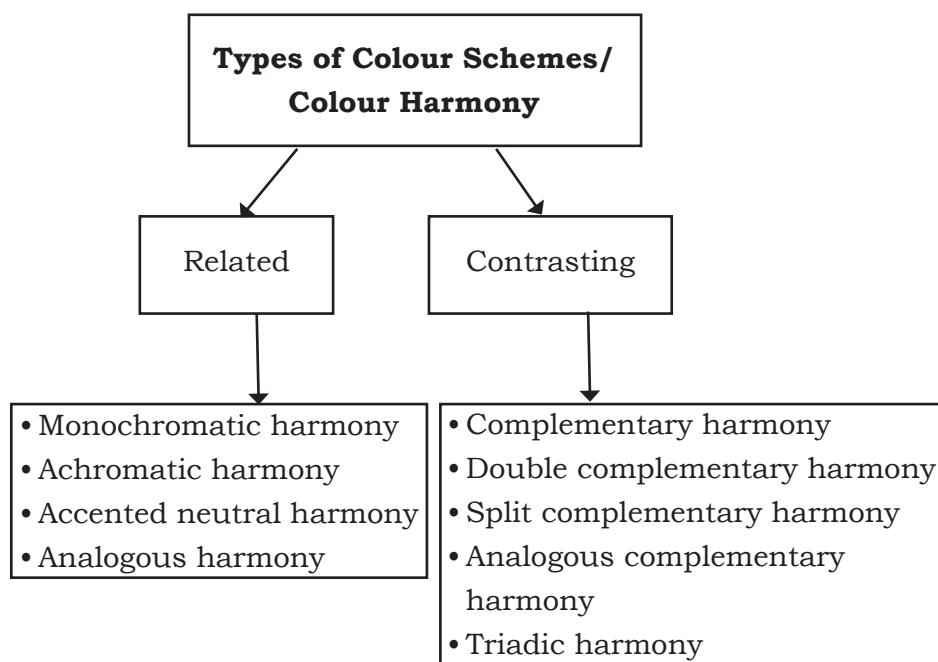 Types of Colour Schemes/
Colour Harmony
Related
Contrasting
• Monochromatic harmony
• Achromatic harmony
• Accented neutral harmony
• Analogous harmony
• Complementary harmony
• Double complementary harmony
• Split complementary harmony
• Analogous complementary
harmony
• Triadic harmony